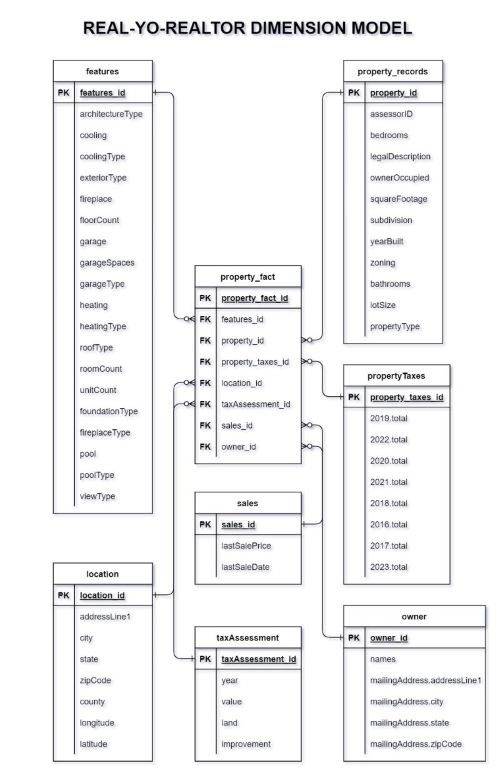 REAL-YO-REALTOR DIMENSION MODEL
features
PK features_id
architectureType
cooling
coolingType
exteriorType
fireplace
floorCount
garage
garageSpaces
garageType
heating
heatingType
roofType
roomCount
unitCount
foundationType
fireplaceType
pool
poolType
viewType
property_records
PK property_id
assessorID
bedrooms
legalDescription
ownerOccupied
squareFootage
subdivision
yearBuilt
zoning
bathrooms
lotSize
propertyType
property_fact
PK property_fact_id
FK features_id
FK property_id
FK property_taxes_id
FK location_id
FK taxAssessment_id
FK sales_id
FK owner_id
propertyTaxes
PK property_taxes_id
2019.total
2022.total
2020.total
2021.total
2018.total
2016.total
2017.total
2023.total
sales
PK sales_id
lastSalePrice
lastSaleDate
location
PK location_id
addressLine1
city
state
zipCode
county
longitude
latitude
taxAssessment
PK taxAssessment_id
year
value
land
improvement
owner
PK owner_id
names
mailingAddress.addressLine1
mailingAddress.city
mailingAddress.state
mailingAddress.zipCode